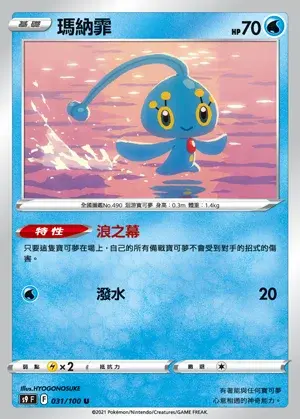 基礎 瑪納霏 HP70
全國圖鑑No.490 洄游寶可夢 身高：0.3m 體重：1.4kg
特性 浪之幕
只要這隻寶可夢在場上，自己的所有備戰寶可夢不會受到對手的招式的傷害。
潑水 20
弱點 ×2 抵抗力 撤退
Illus.HYOGONOSUKE
s9 F F 031/100 U
有著能與任何寶可夢
心意相通的神奇能力。
©2021 Pokémon/Nintendo/Creatures/GAME FREAK.